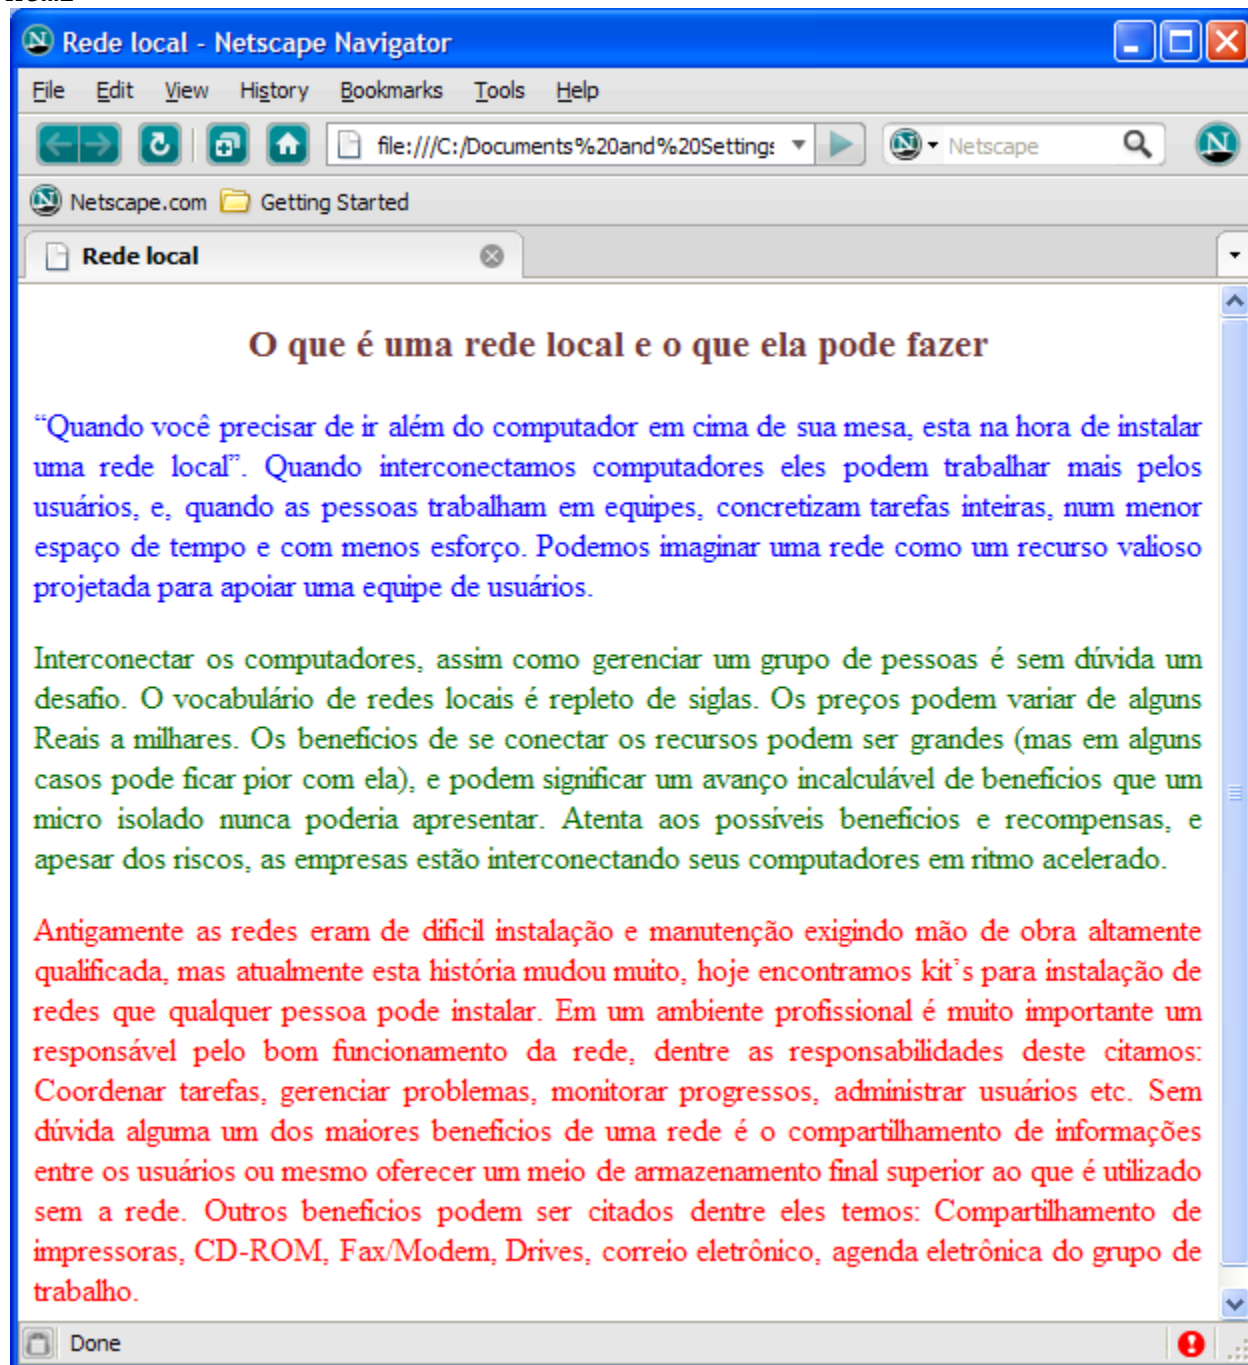 Rede local - Netscape Navigator
File Edit View History Bookmarks Tools Help
file:///C:/Documents%20and%20Settings Netscape
Netscape.com Getting Started
Rede local
O que é uma rede local e o que ela pode fazer
“Quando você precisar de ir além do computador em cima de sua mesa, esta na hora de instalar
uma rede local”. Quando interconectamos computadores eles podem trabalhar mais pelos
usuários, e, quando as pessoas trabalham em equipes, concretizam tarefas inteiras, num menor
espaço de tempo e com menos esforço. Podemos imaginar uma rede como um recurso valioso
projetada para apoiar uma equipe de usuários.
Interconectar os computadores, assim como gerenciar um grupo de pessoas é sem dúvida um
desafio. O vocabulário de redes locais é repleto de siglas. Os preços podem variar de alguns
Reais a milhares. Os benefícios de se conectar os recursos podem ser grandes (mas em alguns
casos pode ficar pior com ela), e podem significar um avanço incalculável de benefícios que um
micro isolado nunca poderia apresentar. Atenta aos possíveis benefícios e recompensas, e
apesar dos riscos, as empresas estão interconectando seus computadores em ritmo acelerado.
Antigamente as redes eram de difícil instalação e manutenção exigindo mão de obra altamente
qualificada, mas atualmente esta história mudou muito, hoje encontramos kit’s para instalação de
redes que qualquer pessoa pode instalar. Em um ambiente profissional é muito importante um
responsável pelo bom funcionamento da rede, dentre as responsabilidades deste citamos:
Coordenar tarefas, gerenciar problemas, monitorar progressos, administrar usuários etc. Sem
dúvida alguma um dos maiores benefícios de uma rede é o compartilhamento de informações
entre os usuários ou mesmo oferecer um meio de armazenamento final superior ao que é utilizado
sem a rede. Outros benefícios podem ser citados dentre eles temos: Compartilhamento de
impressoras, CD-ROM, Fax/Modem, Drives, correio eletrônico, agenda eletrônica do grupo de
trabalho.
Done